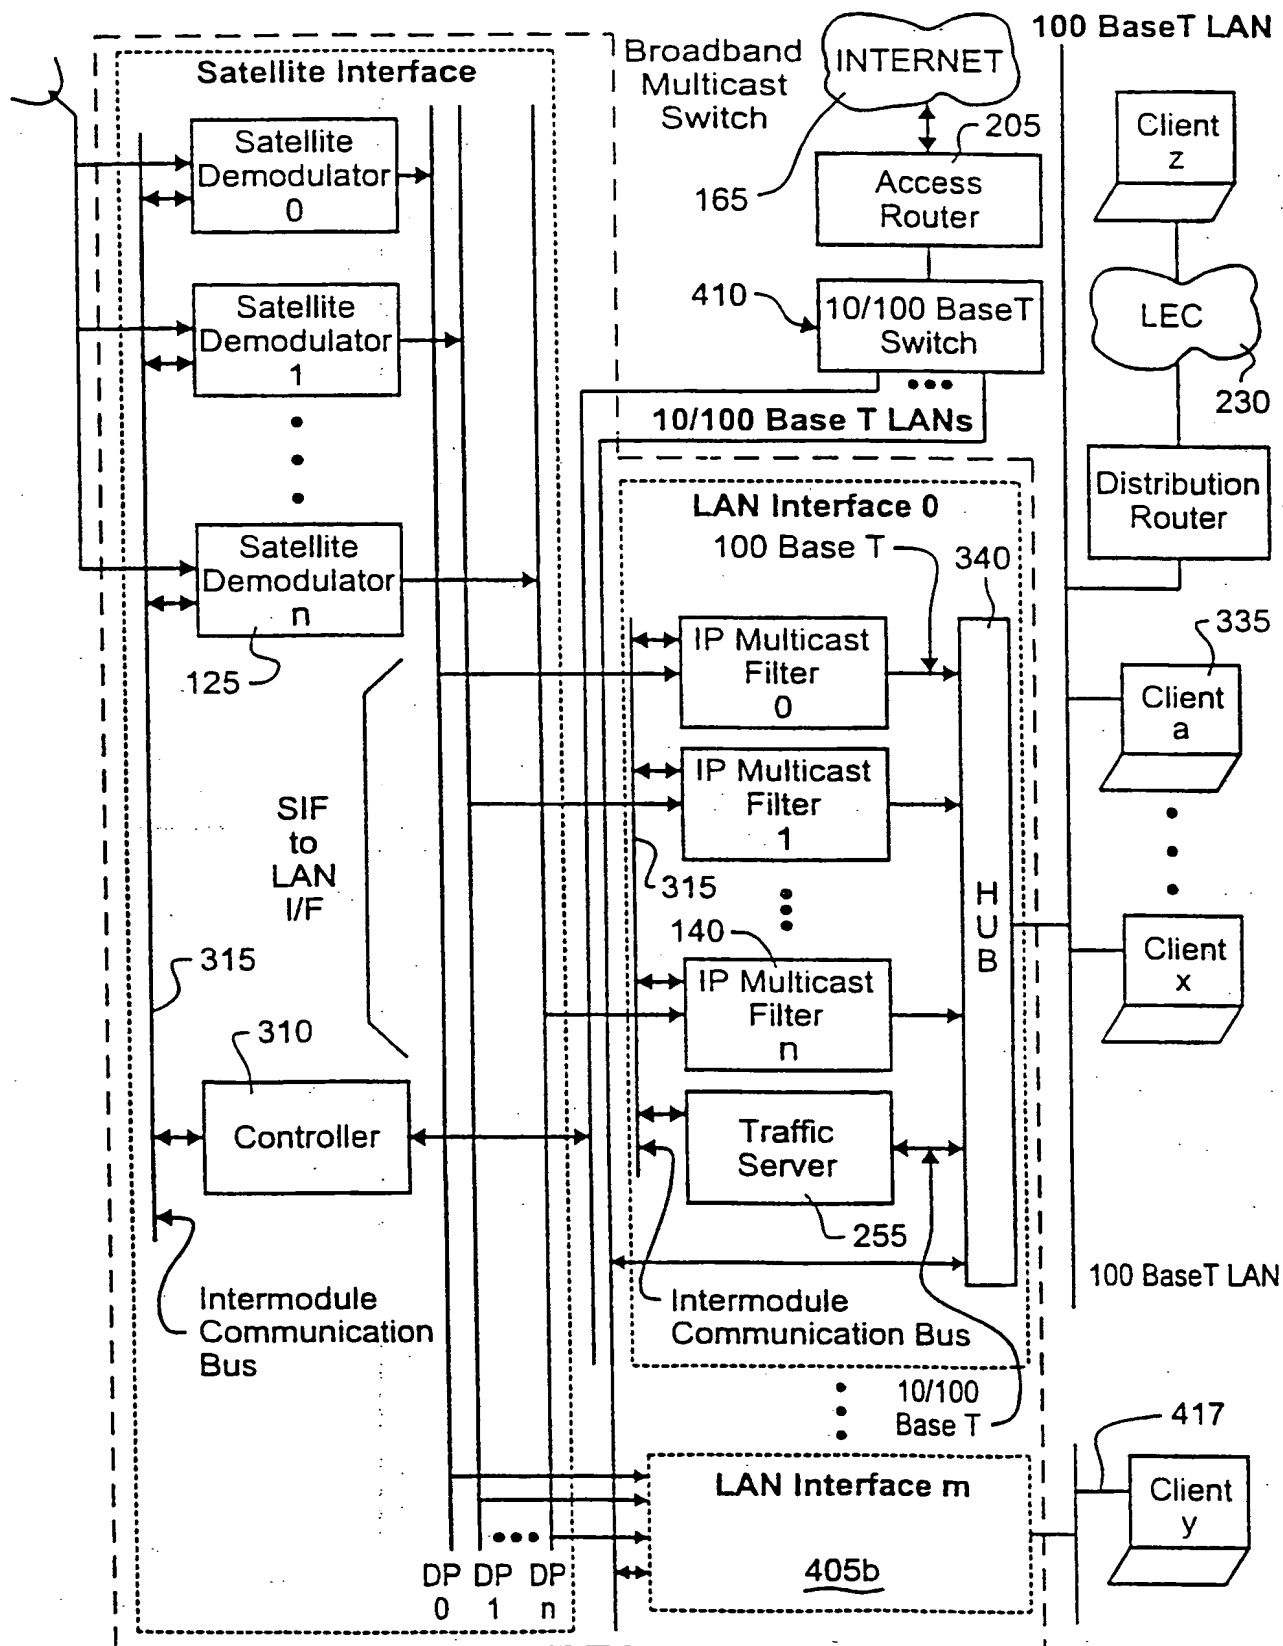 100 BaseT LAN
Broadband
Multicast
Switch
INTERNET
165
205
Access
Router
410
10/100 BaseT
Switch
10/100 Base T LANs
Client
z
LEC
230
Distribution
Router
Satellite Interface
Satellite
Demodulator
0
Satellite
Demodulator
1
Satellite
Demodulator
n
125
SIF
to
LAN
I/F
315
310
Controller
Intermodule
Communication
Bus
DP
0
DP
1
DP
n
LAN Interface 0
100 Base T
340
IP Multicast
Filter
0
IP Multicast
Filter
1
315
140
IP Multicast
Filter
n
Traffic
Server
255
H
U
B
Intermodule
Communication Bus
10/100
Base T
335
Client
a
Client
x
100 BaseT LAN
LAN Interface m
405b
417
Client
y